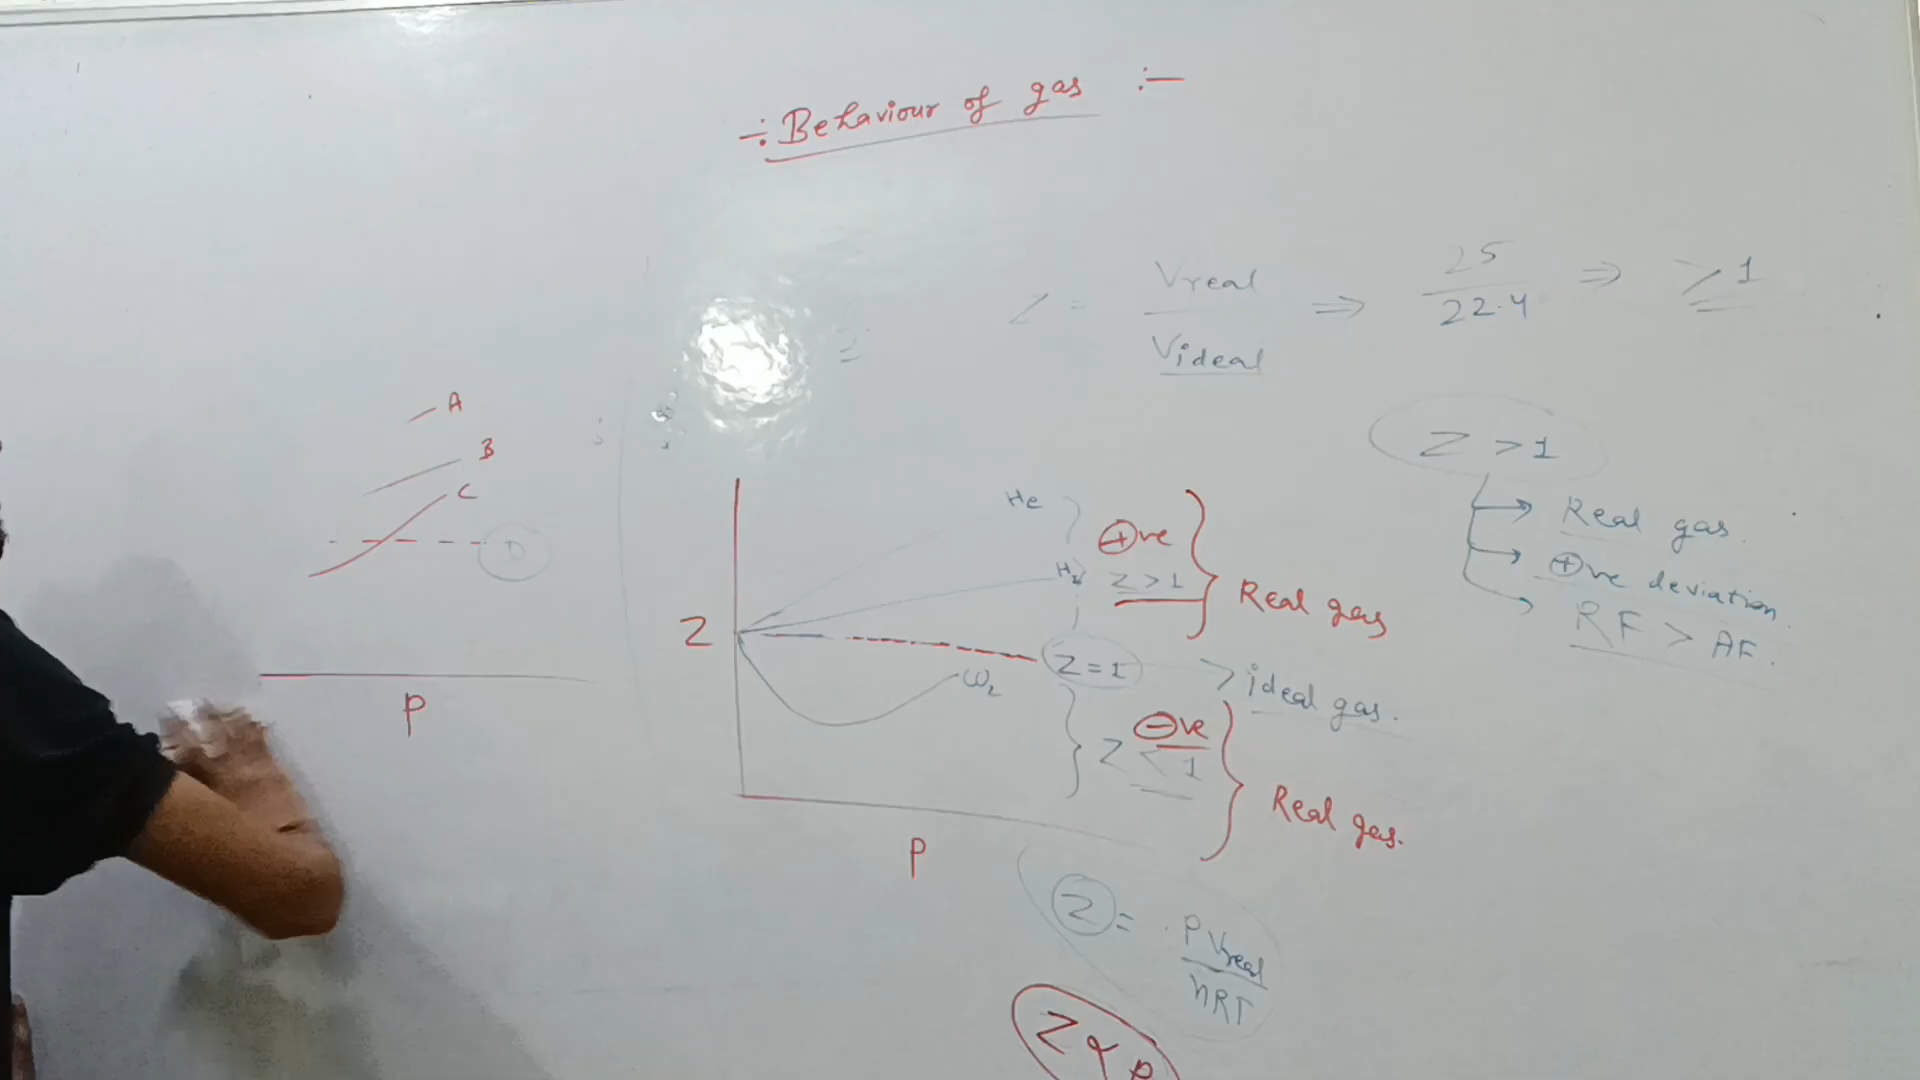 ÷ Behaviour of gas :-
Z = Vreal / Videal ⇒ 25 / 22.4 ⇒ > 1
A
B
C
D
P
Z > 1
Real gas.
⊕ve deviation
RF > AF.
He
H2
⊕ve
Z > 1
Real gas
Z
Z = 1
ideal gas.
⊖ve
Z < 1
Real gas.
P
Z = PVreal / nRT
Z ∝ P